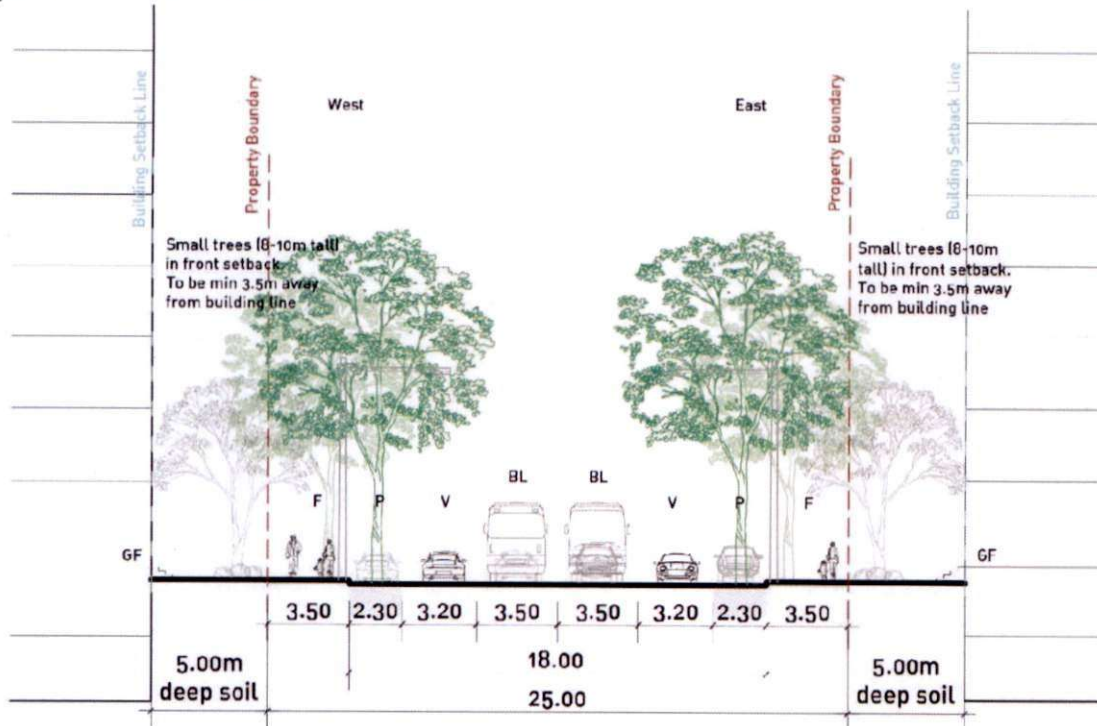 Building Setback Line
Property Boundary
West
East
Property Boundary
Building Setback Line
Small trees (8-10m tall)
in front setback.
To be min 3.5m away
from building line
Small trees (8-10m
tall) in front setback.
To be min 3.5m away
from building line
F
P
V
BL
BL
V
P
F
GF
GF
3.50 2.30 3.20 3.50 3.50 3.20 2.30 3.50
5.00m
deep soil
18.00
25.00
5.00m
deep soil